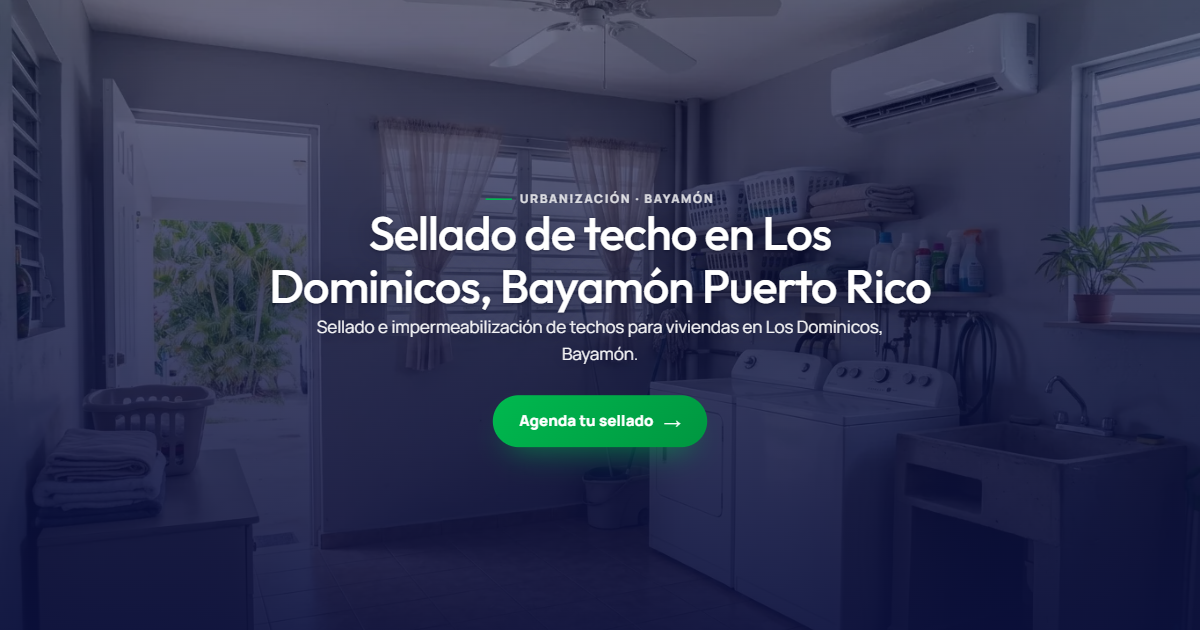 URBANIZACIÓN · BAYAMÓN
Sellado de techo en Los
Dominicos, Bayamón Puerto Rico
Sellado e impermeabilización de techos para viviendas en Los Dominicos,
Bayamón.
Agenda tu sellado →